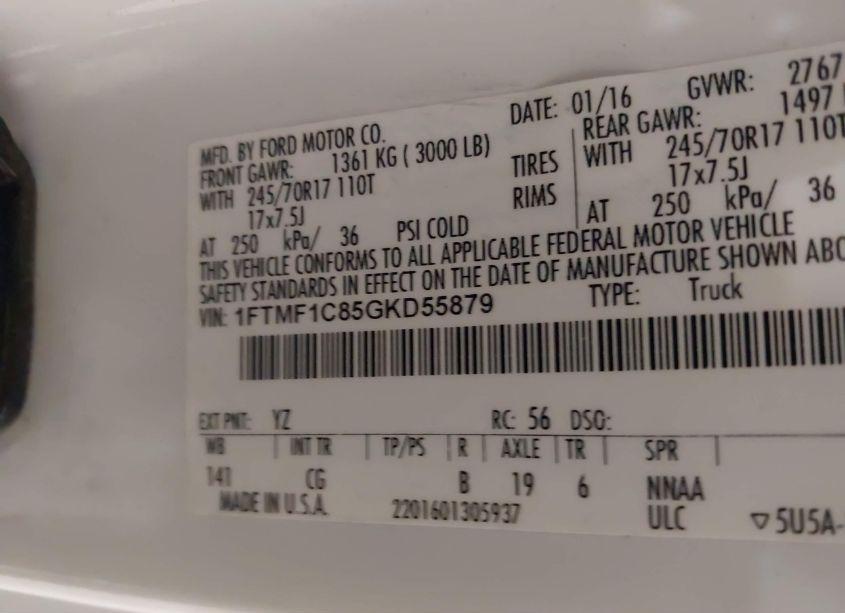 MFD. BY FORD MOTOR CO. DATE: 01/16 GVWR: 2767
FRONT GAWR: 1361 KG ( 3000 LB) REAR GAWR: 1497
WITH 245/70R17 110T TIRES WITH 245/70R17 110T
17x7.5J RIMS 17x7.5J
AT 250 kPa/ 36 PSI COLD AT 250 kPa/ 36
THIS VEHICLE CONFORMS TO ALL APPLICABLE FEDERAL MOTOR VEHICLE
SAFETY STANDARDS IN EFFECT ON THE DATE OF MANUFACTURE SHOWN ABO
VIN: 1FTMF1C85GKD55879 TYPE: Truck
EXT PNT: YZ RC: 56 DSO:
WB INT TR TP/PS R AXLE TR SPR
141 CG B 19 6 NNAA
MADE IN U.S.A. 2201601305937 ULC ▽5U5A-